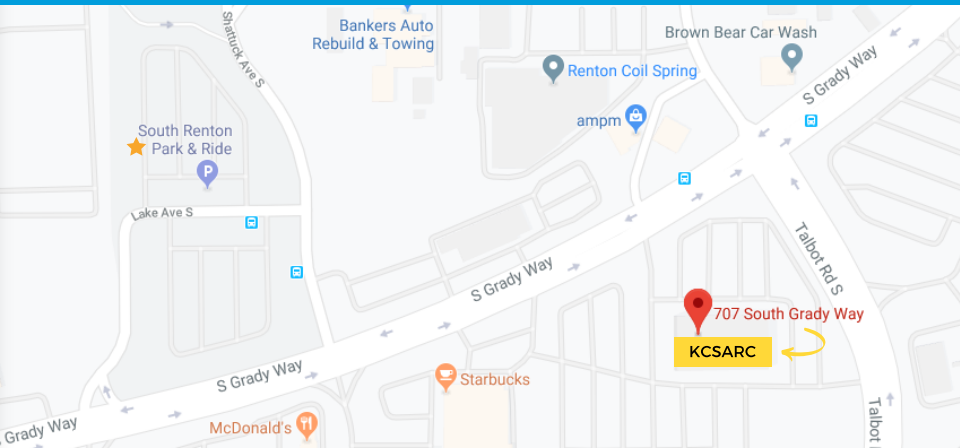 Bankers Auto
Rebuild & Towing
Shattuck Ave S
Brown Bear Car Wash
Renton Coil Spring
S Grady Way
ampm
South Renton
Park & Ride
P
Lake Ave S
Talbot Rd S
S Grady Way
707 South Grady Way
KCSARC
S Grady Way
Starbucks
McDonald's
S Grady Way
Talbot